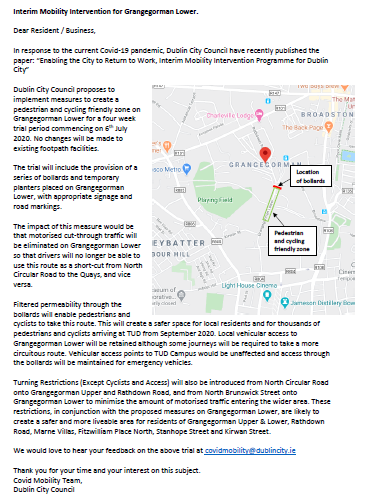 Interim Mobility Intervention for Grangegorman Lower.
Dear Resident / Business,
In response to the current Covid-19 pandemic, Dublin City Council have recently published the
paper: "Enabling the City to Return to Work, Interim Mobility Intervention Programme for Dublin
City"
Dublin City Council proposes to
implement measures to create a
pedestrian and cycling friendly zone on
Grangegorman Lower for a four week
trial period commencing on 6th July
2020. No changes will be made to
existing footpath facilities.
The trial will include the provision of a
series of bollards and temporary
planters placed on Grangegorman
Lower, with appropriate signage and
road markings.
The impact of this measure would be
that motorised cut-through traffic will
be eliminated on Grangegorman Lower
so that drivers will no longer be able to
use this route as a short-cut from North
Circular Road to the Quays, and vice
versa.
Filtered permeability through the
bollards will enable pedestrians and
cyclists to take this route. This will create a safer space for local residents and for thousands of
pedestrians and cyclists arriving at TUD from September 2020. Local vehicular access to
Grangegorman Lower will be retained although some journeys will be required to take a more
circuitous route. Vehicular access points to TUD Campus would be unaffected and access through
the bollards will be maintained for emergency vehicles.
Turning Restrictions (Except Cyclists and Access) will also be introduced from North Circular Road
onto Grangegorman Upper and Rathdown Road, and from North Brunswick Street onto
Grangegorman Lower to minimise the amount of motorised traffic entering the wider area. These
restrictions, in conjunction with the proposed measures on Grangegorman Lower, are likely to
create a safer and more liveable area for residents of Grangegorman Upper & Lower, Rathdown
Road, Marne Villas, Fitzwilliam Place North, Stanhope Street and Kirwan Street.
We would love to hear your feedback on the above trial at covidmobility@dublincity.ie
Thank you for your time and your interest on this subject.
Covid Mobility Team,
Dublin City Council
Charleville Lodge
BROADSTON
The Back Page
GRANGEGORMAN
Location
of bollards
sco Metro
Playing Field
Pedestrian
and cycling
friendly zone
EYBATTER
DOUR HILL
Light House Cinema
Cinem
Jameson Distillery Bow